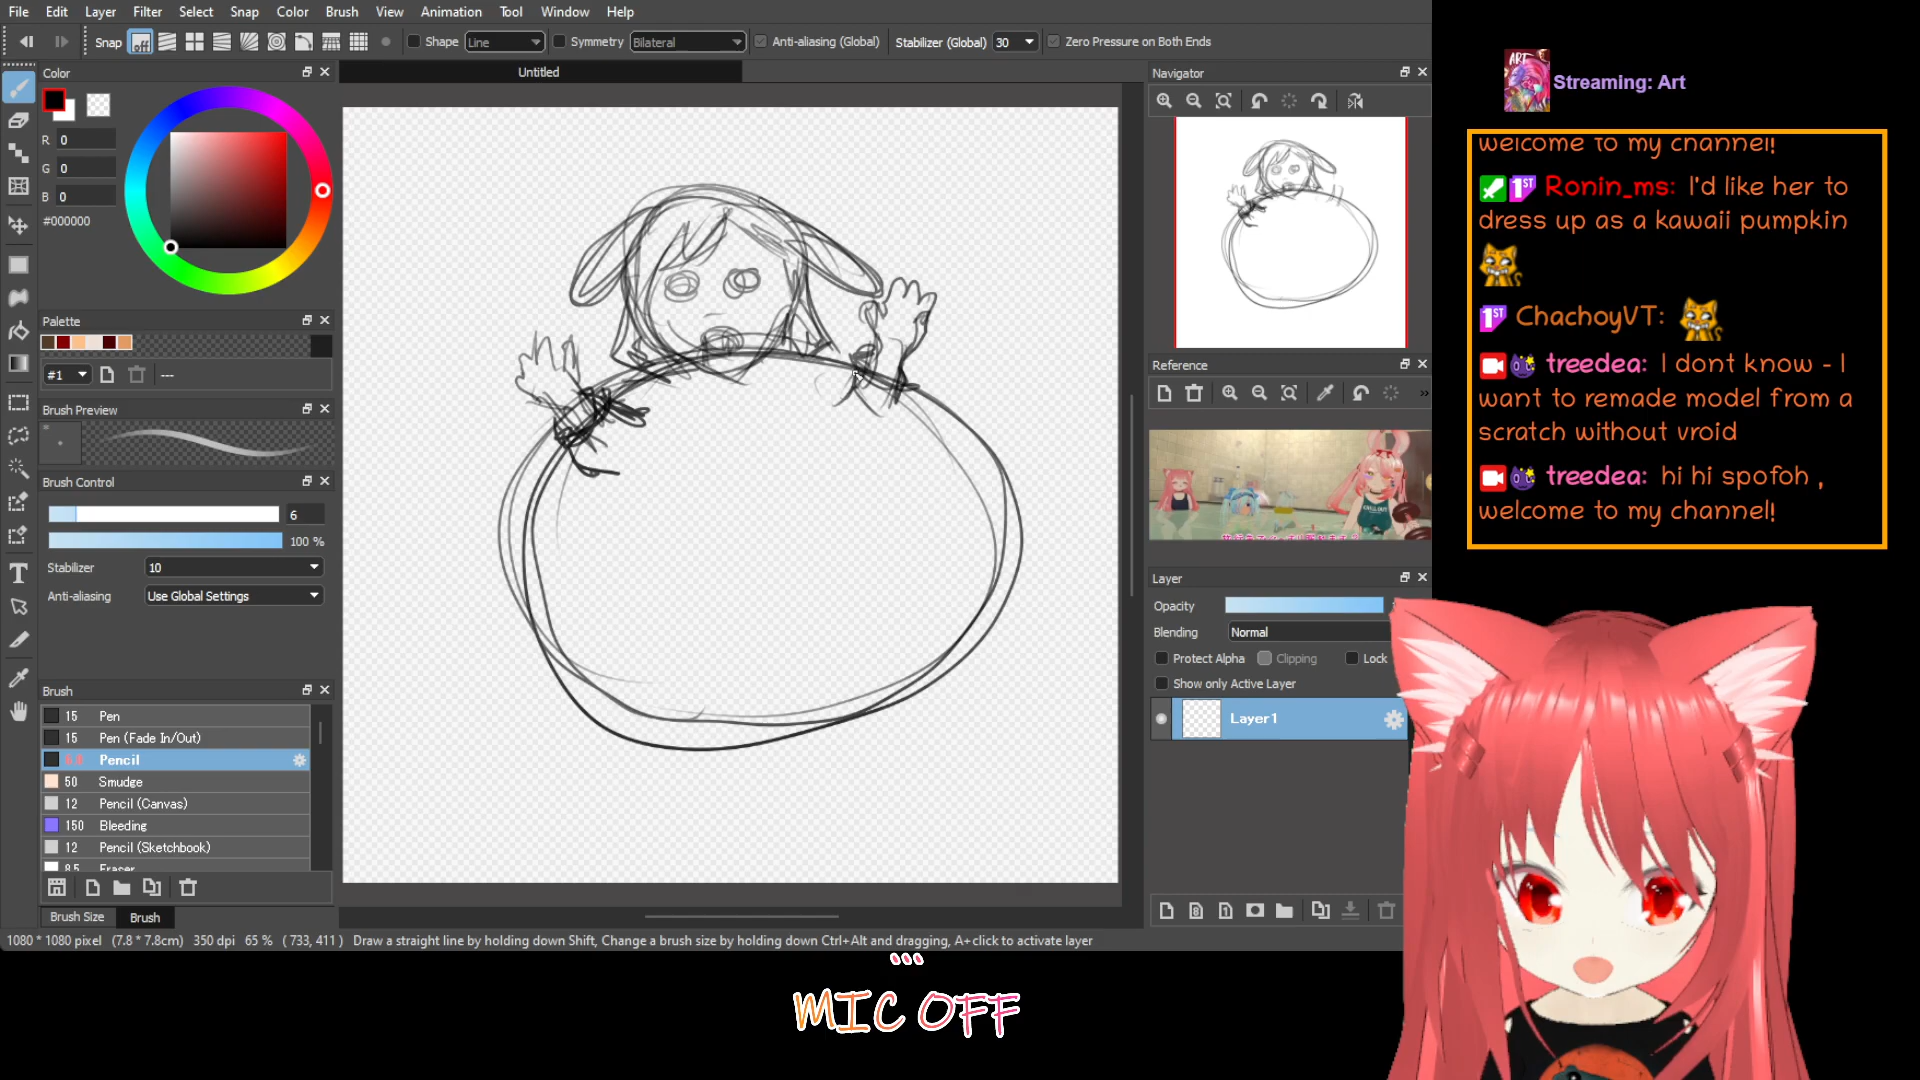 File Edit Layer Filter Select Snap Color Brush View Animation Tool Window Help
Snap off Shape Line Symmetry Bilateral Anti-aliasing (Global) Stabilizer (Global) 30 Zero Pressure on Both Ends
Color
R 0
G 0
B 0
#000000
Palette
#1 ---
Brush Preview
Brush Control
6
100 %
Stabilizer 10
Anti-aliasing Use Global Settings
Brush
15 Pen
15 Pen (Fade In/Out)
Pencil
50 Smudge
12 Pencil (Canvas)
150 Bleeding
12 Pencil (Sketchbook)
8.5 Eraser
Brush Size Brush
Untitled
Navigator
Reference
CHILL OUT
Layer
Opacity
Blending Normal
Protect Alpha Clipping Lock
Show only Active Layer
Layer1
1080 * 1080 pixel (7.8 * 7.8cm) 350 dpi 65 % ( 733, 411 ) Draw a straight line by holding down Shift, Change a brush size by holding down Ctrl+Alt and dragging, A+click to activate layer
ART
Streaming: Art
welcome to my channel!
1ST Ronin_ms: I'd like her to
dress up as a kawaii pumpkin
1ST ChachoyVT:
treedea: I dont know - I
want to remade model from a
scratch without vroid
treedea: hi hi spofoh ,
welcome to my channel!
MIC OFF